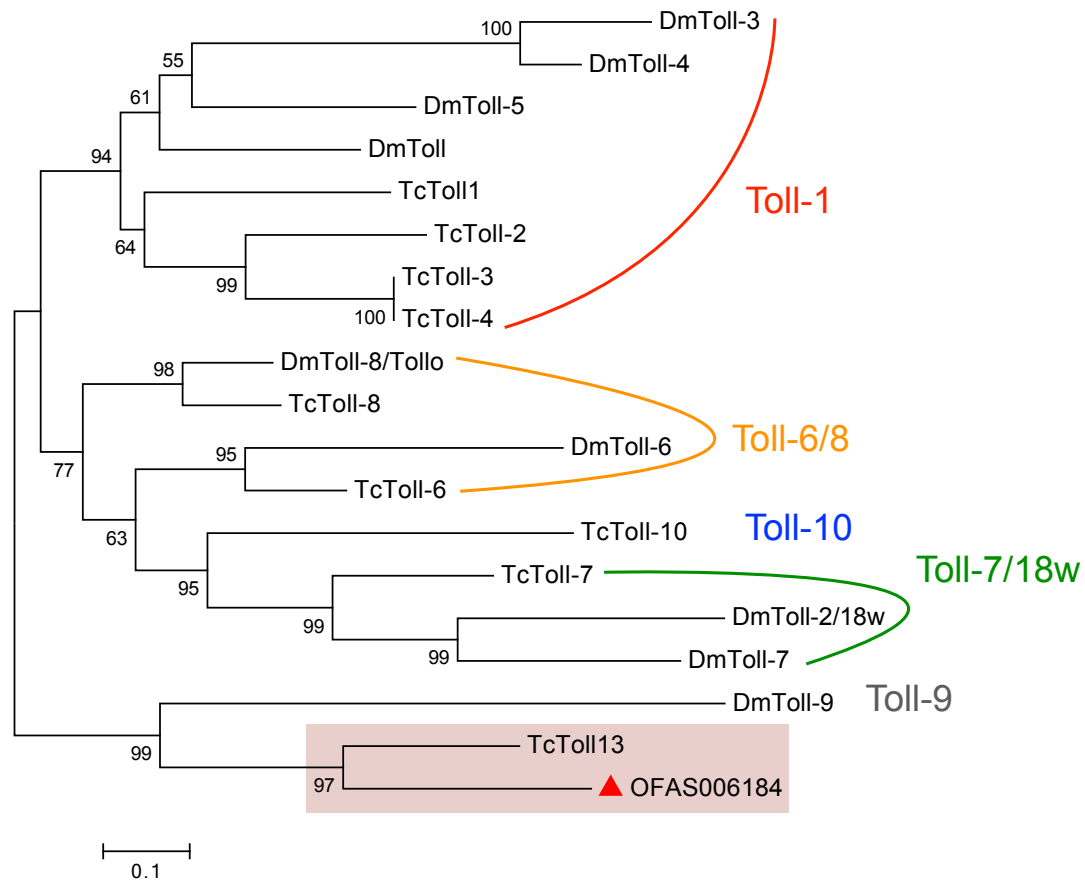 100
DmToll-3
55
DmToll-4
61
DmToll-5
94
DmToll
TcToll1
Toll-1
64
TcToll-2
99
TcToll-3
100
TcToll-4
98
DmToll-8/Tollo
TcToll-8
77
95
DmToll-6
Toll-6/8
TcToll-6
63
TcToll-10
Toll-10
95
TcToll-7
Toll-7/18w
99
DmToll-2/18w
99
DmToll-7
DmToll-9
Toll-9
99
TcToll13
97
OFAS006184
0.1